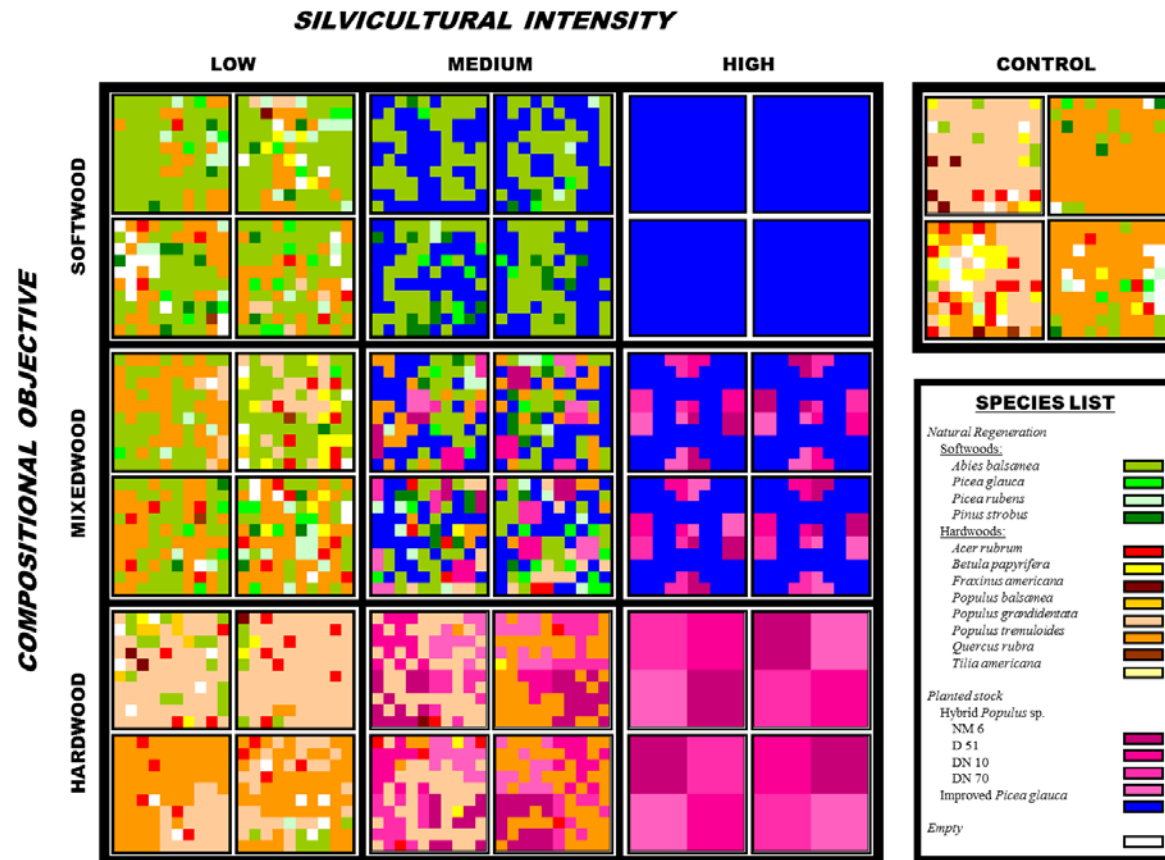 SILVICULTURAL INTENSITY
LOW
MEDIUM
HIGH
CONTROL
COMPOSITIONAL OBJECTIVE
SOFTWOOD
MIXEDWOOD
HARDWOOD
SPECIES LIST
Natural Regeneration
Softwoods:
Abies balsamea
Picea glauca
Picea rubens
Pinus strobus
Hardwoods:
Acer rubrum
Betula papyrifera
Fraxinus americana
Populus balsamea
Populus grandidentata
Populus tremuloides
Quercus rubra
Tilia americana
Planted stock
Hybrid Populus sp.
NM 6
D 51
DN 10
DN 70
Improved Picea glauca
Empty